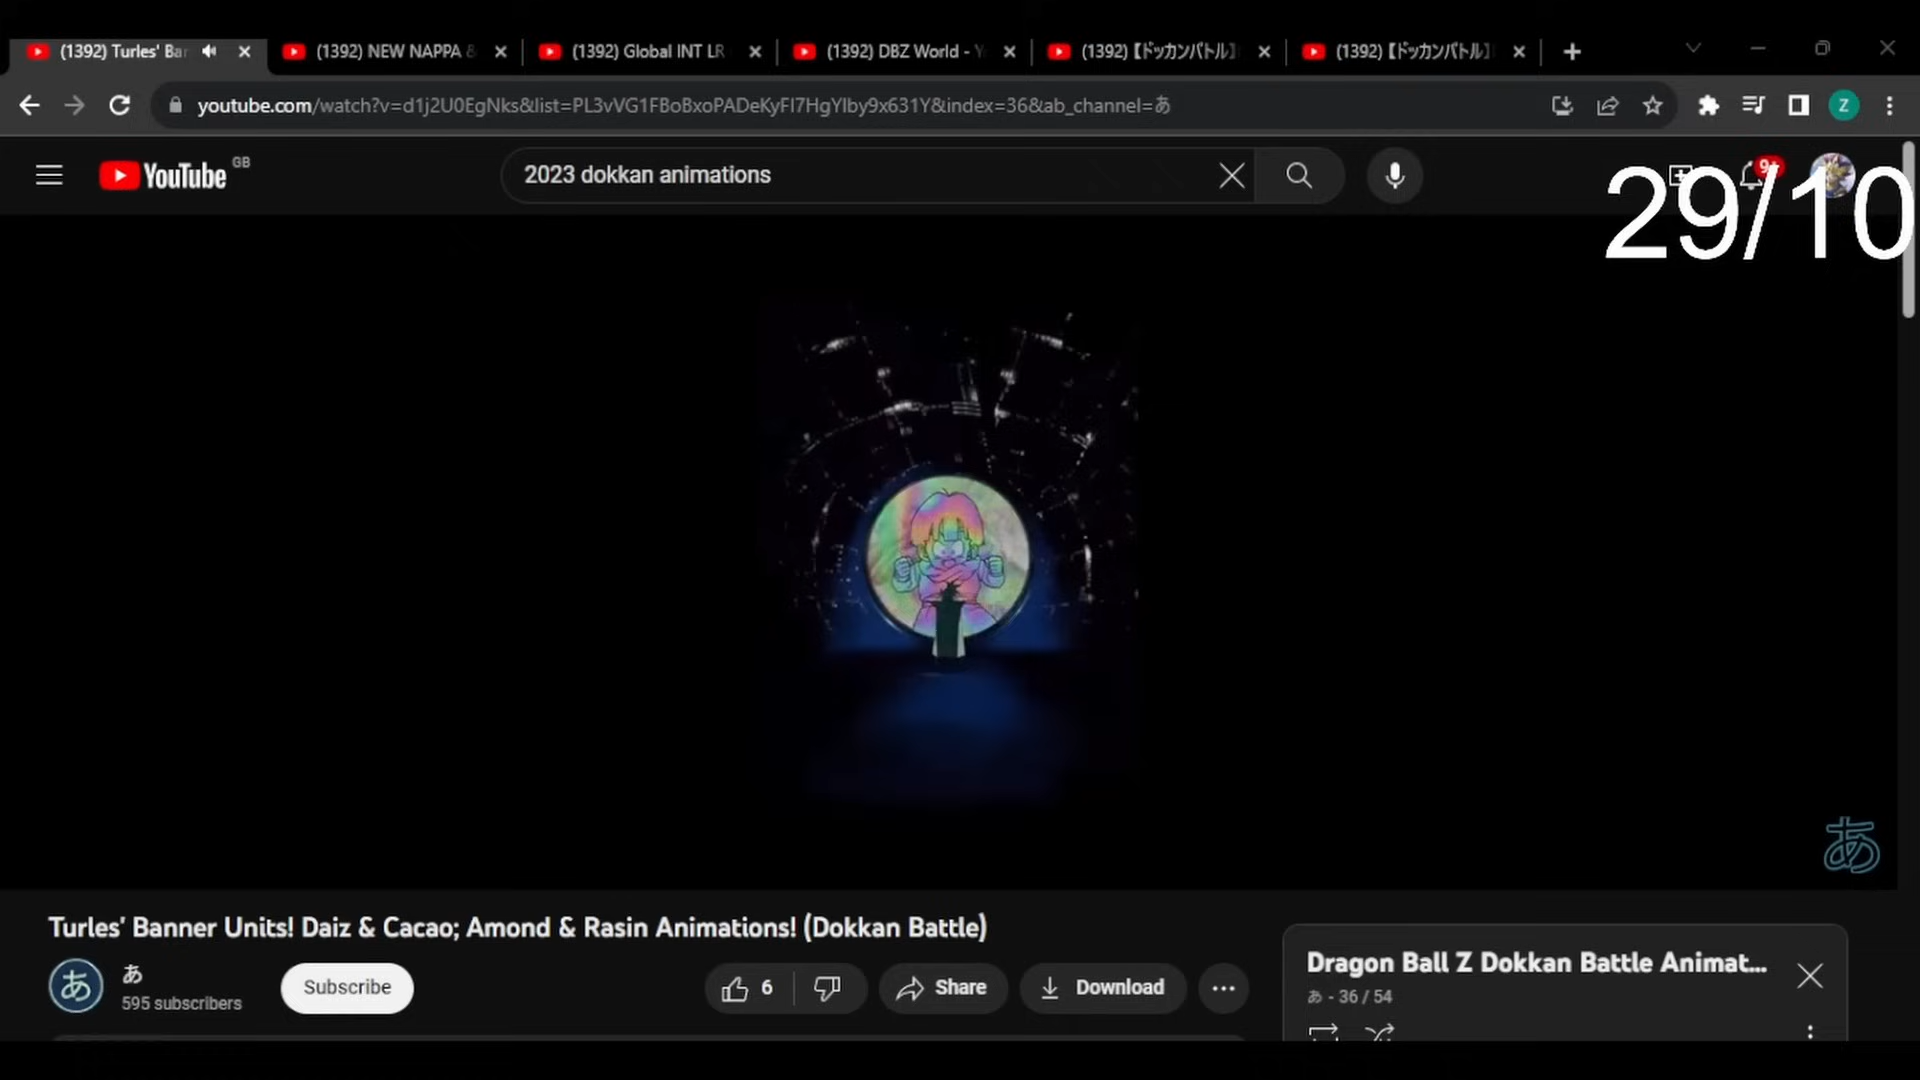 (1392) Turles' Bar
(1392) NEW NAPPA &
(1392) Global INT LR
(1392) DBZ World - Y
(1392)【ドッカンバトル】
(1392)【ドッカンバトル】
youtube.com/watch?v=d1j2U0EgNks&list=PL3vVG1FBoBxoPADeKyFI7HgYIby9x631Y&index=36&ab_channel=あ
Z
YouTube GB
2023 dokkan animations
9+
29/10
あ
Turles' Banner Units! Daiz & Cacao; Amond & Rasin Animations! (Dokkan Battle)
あ
あ
595 subscribers
Subscribe
6
Share
Download
Dragon Ball Z Dokkan Battle Animat...
あ - 36 / 54